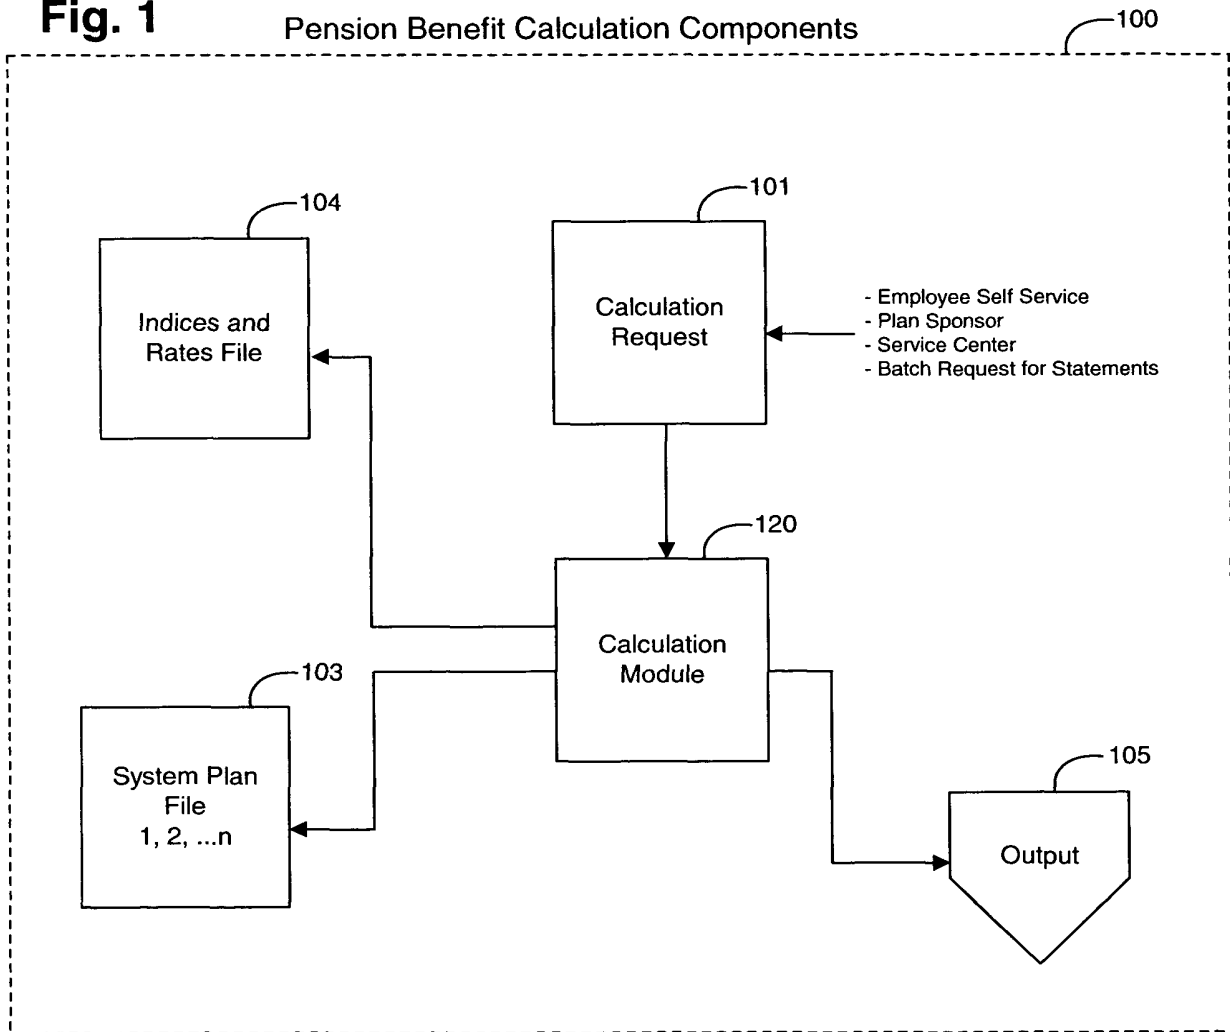 Fig. 1
Pension Benefit Calculation Components
100
104
101
Indices and
Rates File
Calculation
Request
- Employee Self Service
- Plan Sponsor
- Service Center
- Batch Request for Statements
120
Calculation
Module
103
System Plan
File
1, 2, ...n
105
Output